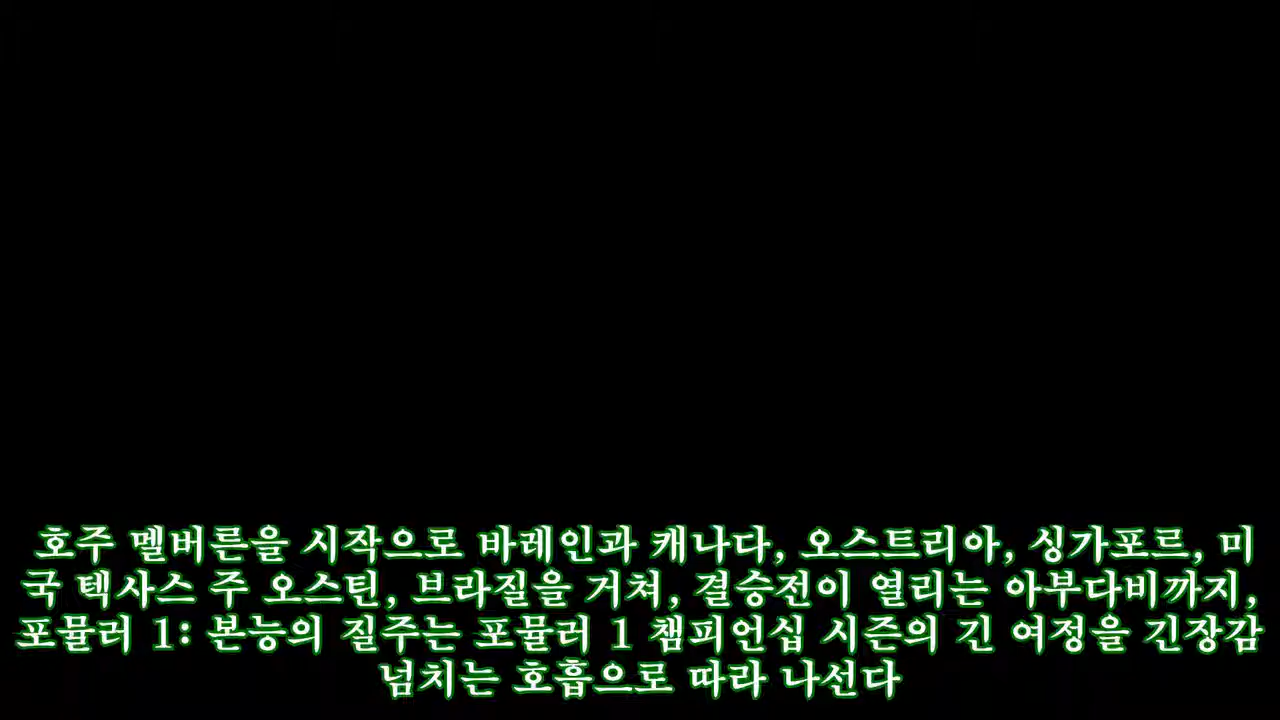 호주 멜버른을 시작으로 바레인과 캐나다, 오스트리아, 싱가포르, 미
국 텍사스 주 오스틴, 브라질을 거쳐, 결승전이 열리는 아부다비까지,
포뮬러 1: 본능의 질주는 포뮬러 1 챔피언십 시즌의 긴 여정을 긴장감
넘치는 호흡으로 따라 나선다